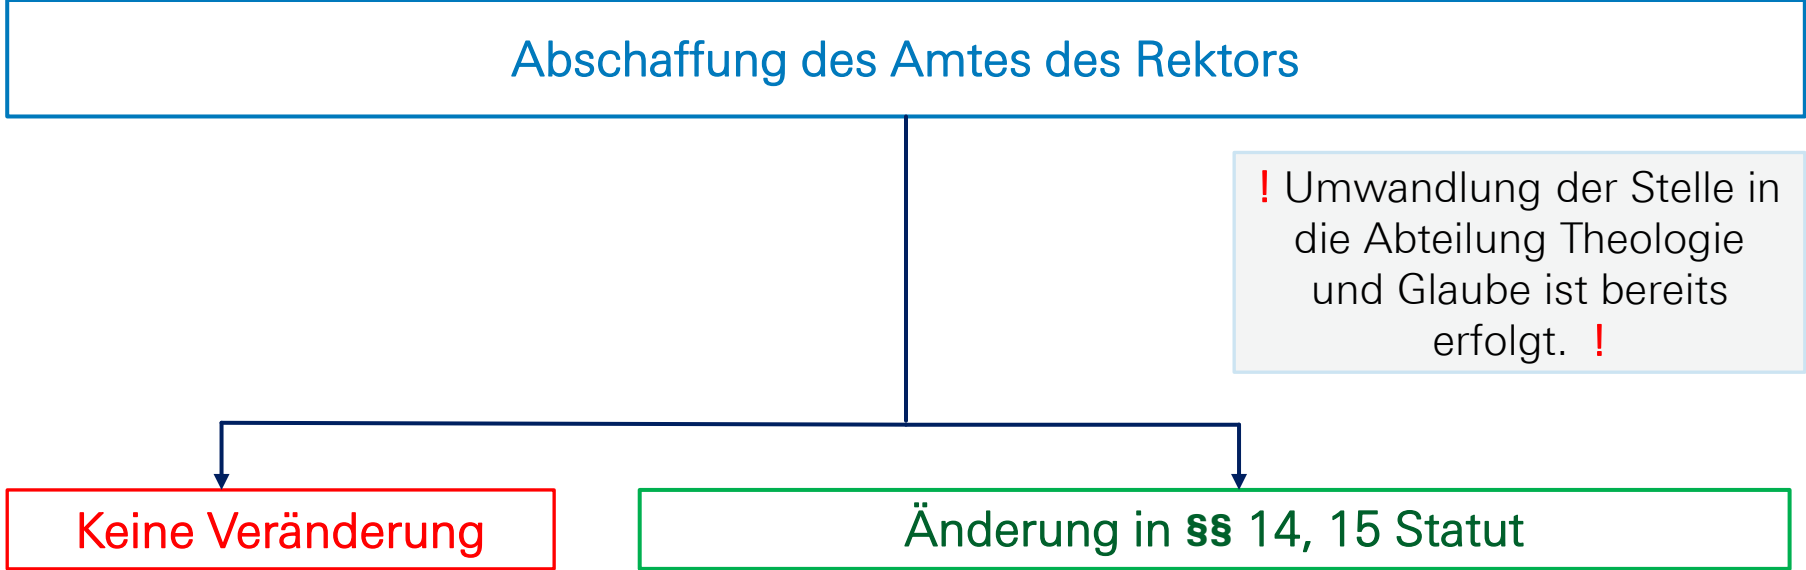 Abschaffung des Amtes des Rektors
! Umwandlung der Stelle in
die Abteilung Theologie
und Glaube ist bereits
erfolgt. !
Keine Veränderung
Änderung in §§ 14, 15 Statut